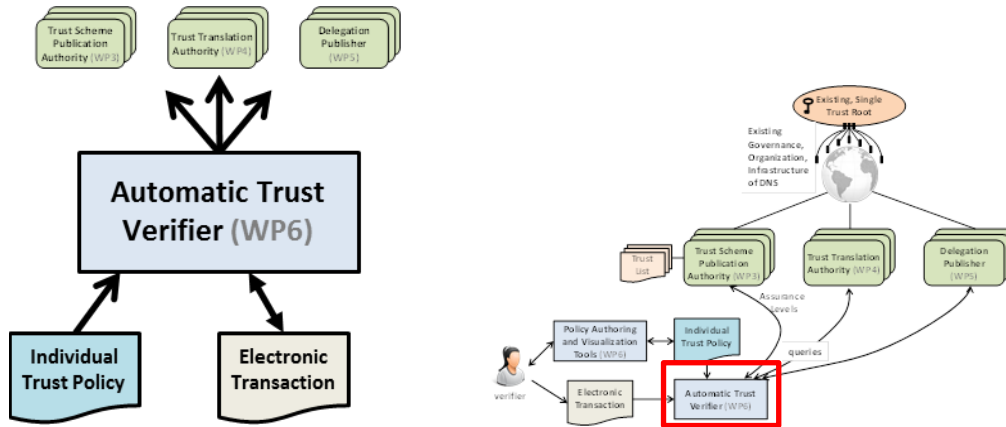 Trust Scheme
Publication
Authority (WP3)
Trust Translation
Authority (WP4)
Delegation
Publisher
(WP5)
Automatic Trust
Verifier (WP6)
Individual
Trust Policy
Electronic
Transaction
Existing, Single
Trust Root
Existing
Governance,
Organization,
Infrastructure
of DNS
Trust
List
Trust Scheme
Publication
Authority (WP3)
Trust Translation
Authority (WP4)
Delegation
Publisher
(WP5)
Assurance
Levels
Policy Authoring
and Visualization
Tools (WP6)
Individual
Trust Policy
queries
verifier
Electronic
Transaction
Automatic Trust
Verifier (WP6)